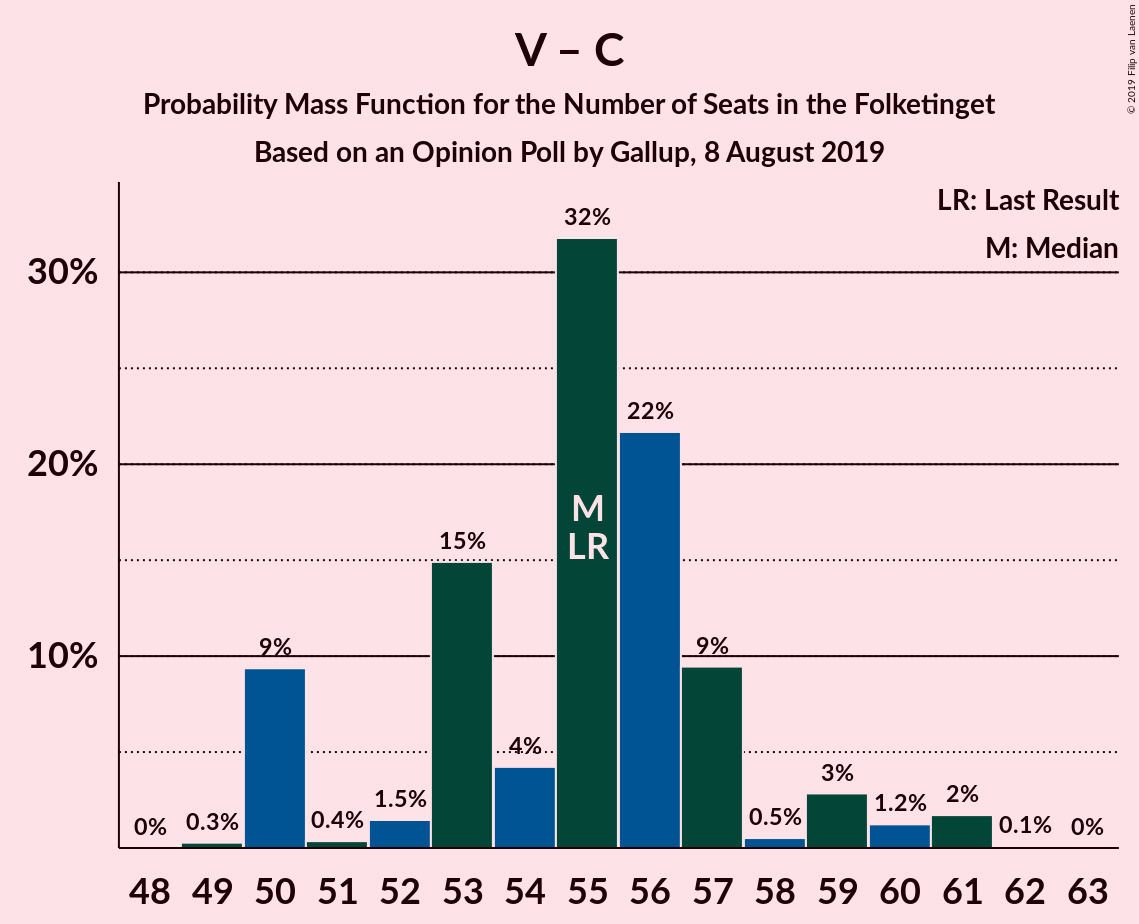 V – C
Probability Mass Function for the Number of Seats in the Folketinget
Based on an Opinion Poll by Gallup, 8 August 2019
© 2019 Filip van Laenen
LR: Last Result
M: Median
30%
20%
10%
0%
0.3%
9%
0.4%
1.5%
15%
4%
32%
22%
9%
0.5%
3%
1.2%
2%
0.1%
0%
M
LR
48 49 50 51 52 53 54 55 56 57 58 59 60 61 62 63